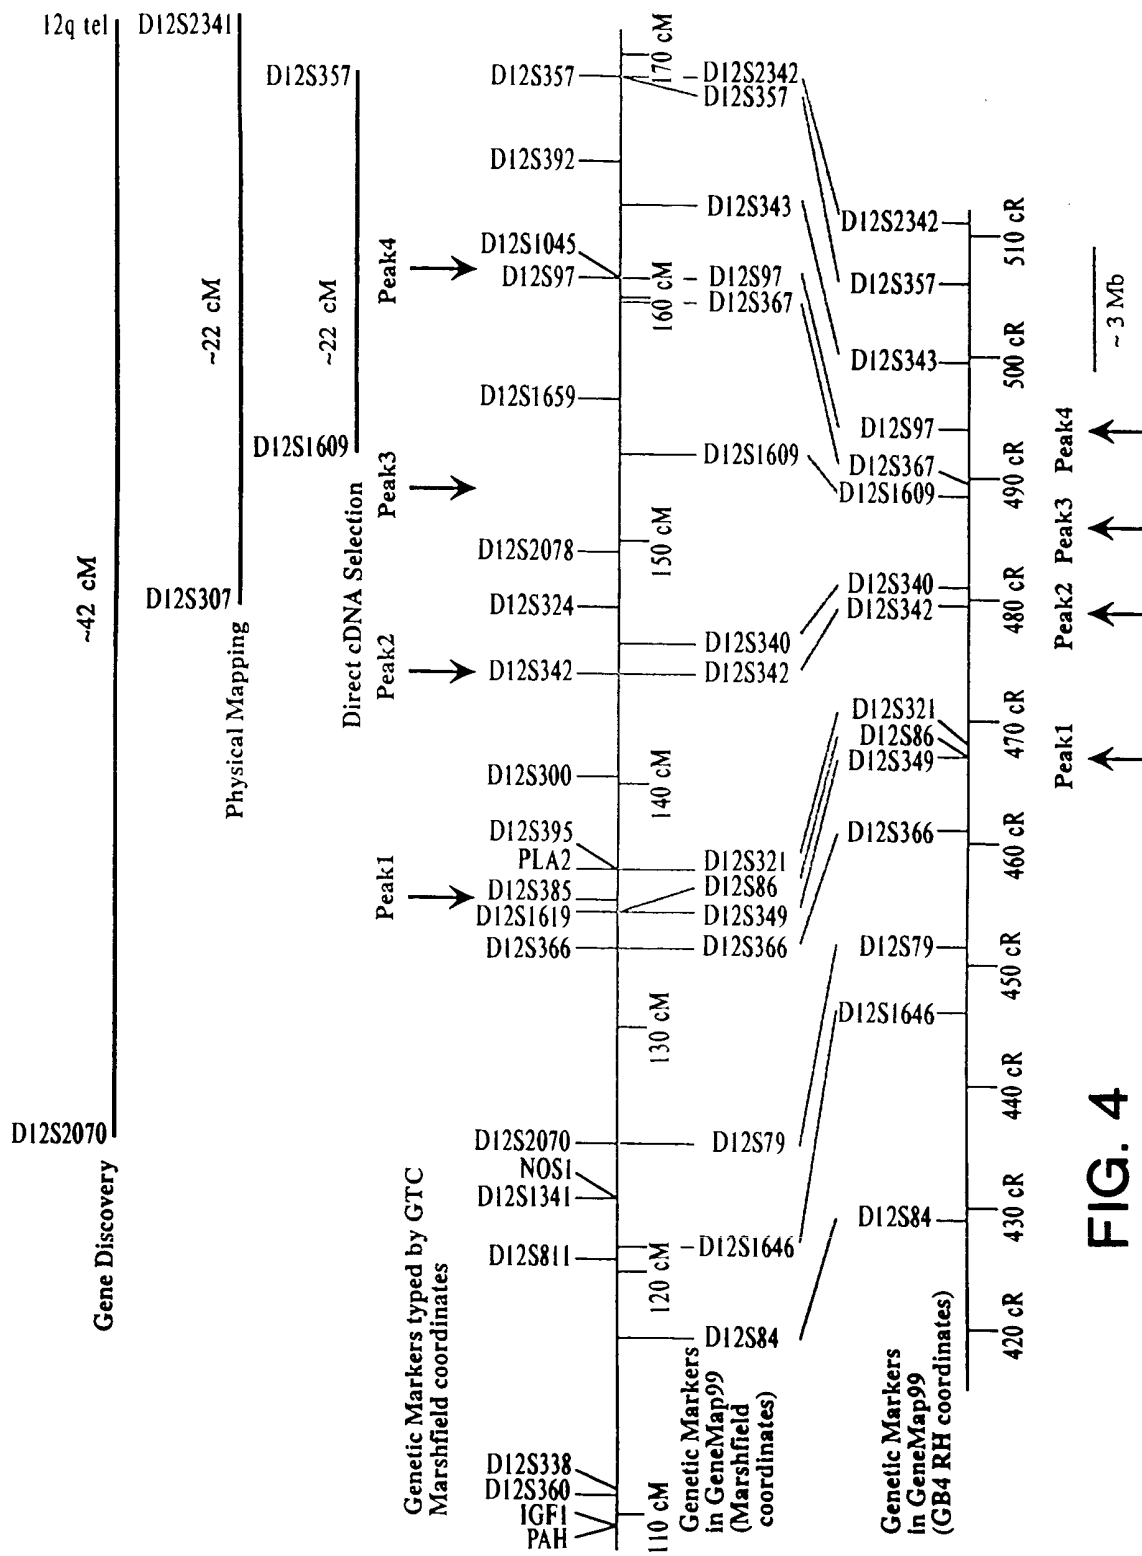 12q tel
D12S2341
D12S357
~42 cM
~22 cM
~22 cM
D12S2070
D12S307
D12S1609
Gene Discovery
Physical Mapping
Direct cDNA Selection
Peak1
Peak2
Peak3
Peak4
Genetic Markers typed by GTC
Marshfield coordinates
D12S357
D12S392
D12S1045
D12S97
D12S1659
D12S2078
D12S324
D12S342
D12S300
D12S395
PLA2
D12S385
D12S1619
D12S366
D12S2070
NOS1
D12S1341
D12S811
D12S338
D12S360
IGF1
PAH
170 cM
160 cM
150 cM
140 cM
130 cM
120 cM
110 cM
Genetic Markers
in GeneMap99
(Marshfield
coordinates)
D12S2342
D12S357
D12S343
D12S97
D12S367
D12S1609
D12S340
D12S342
D12S321
D12S86
D12S349
D12S366
D12S79
D12S1646
D12S84
Genetic Markers
in GeneMap99
(GB4 RH coordinates)
D12S2342
D12S357
D12S343
D12S97
D12S367
D12S1609
D12S340
D12S342
D12S321
D12S86
D12S349
D12S366
D12S79
D12S1646
D12S84
510 cR
500 cR
490 cR
480 cR
470 cR
460 cR
450 cR
440 cR
430 cR
420 cR
~ 3 Mb
Peak4
Peak3
Peak2
Peak1
FIG. 4